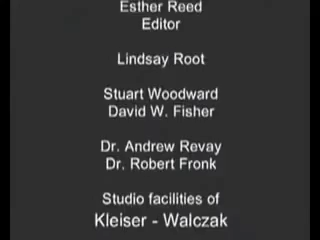 Esther Reed
Editor
Lindsay Root
Stuart Woodward
David W. Fisher
Dr. Andrew Revay
Dr. Robert Fronk
Studio facilities of
Kleiser - Walczak